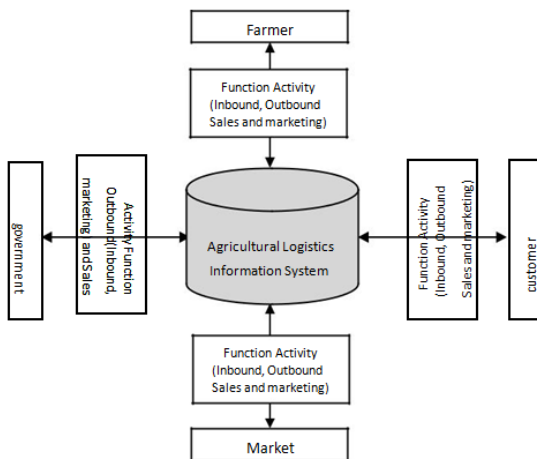 Farmer
Function Activity
(Inbound, Outbound
Sales and marketing)
government
Activity Function
Outbound(Inbound,
marketing) andSales
Agricultural Logistics
Information System
Function Activity
(Inbound, Outbound
Sales and marketing)
customer
Function Activity
(Inbound, Outbound
Sales and marketing)
Market